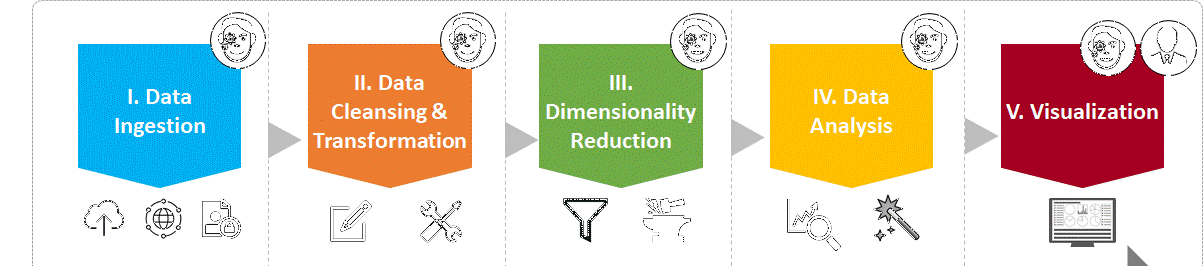 I. Data
Ingestion
II. Data
Cleansing &
Transformation
III.
Dimensionality
Reduction
IV. Data
Analysis
V. Visualization